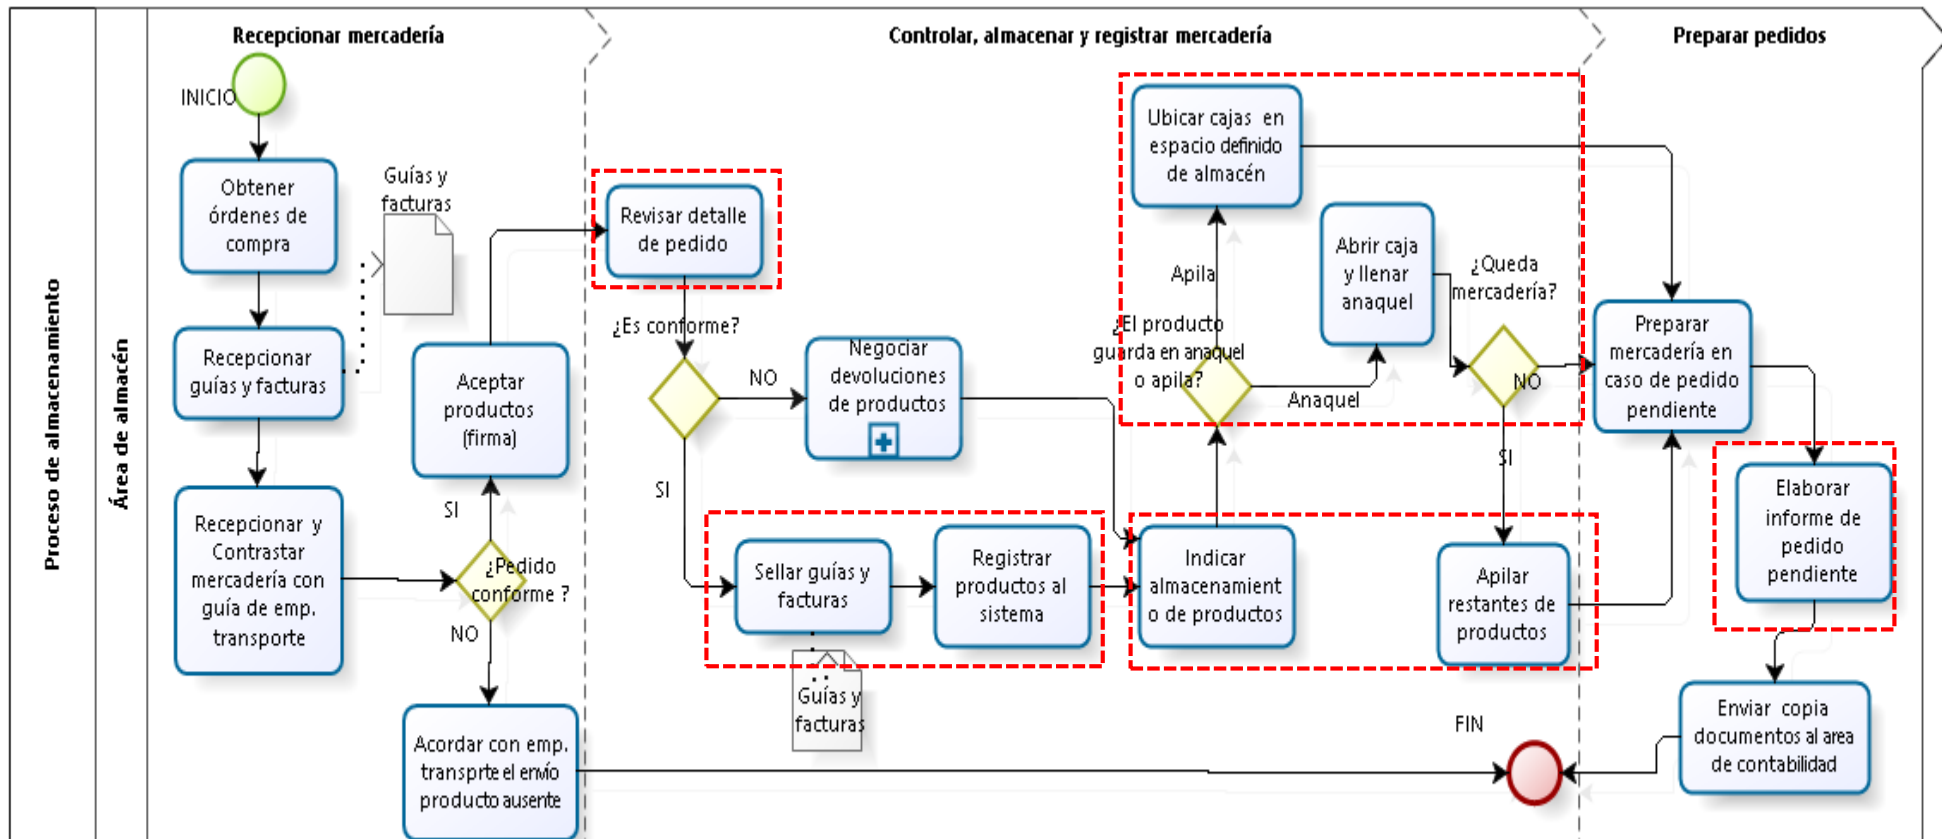 Recepcionar mercadería
Controlar, almacenar y registrar mercadería
Preparar pedidos
Proceso de almacenamiento
Área de almacén
INICIO
Obtener
órdenes de
compra
Guías y
facturas
Recepcionar
guías y facturas
Recepcionar y
Contrastar
mercadería con
guía de emp.
transporte
Aceptar
productos
(firma)
SI
¿Pedido
conforme ?
NO
Acordar con emp.
transprte el envío
producto ausente
Revisar detalle
de pedido
¿Es conforme?
NO
Negociar
devoluciones
de productos
SI
Sellar guías y
facturas
Guías y
facturas
Registrar
productos al
sistema
Indicar
almacenamient
o de productos
¿El producto
guarda en anaquel
o apila?
Apila
Ubicar cajas en
espacio definido
de almacén
Anaquel
Abrir caja
y llenar
anaquel
¿Queda
mercadería?
NO
SI
Apilar
restantes de
productos
Preparar
mercadería en
caso de pedido
pendiente
Elaborar
informe de
pedido
pendiente
Enviar copia
documentos al area
de contabilidad
FIN